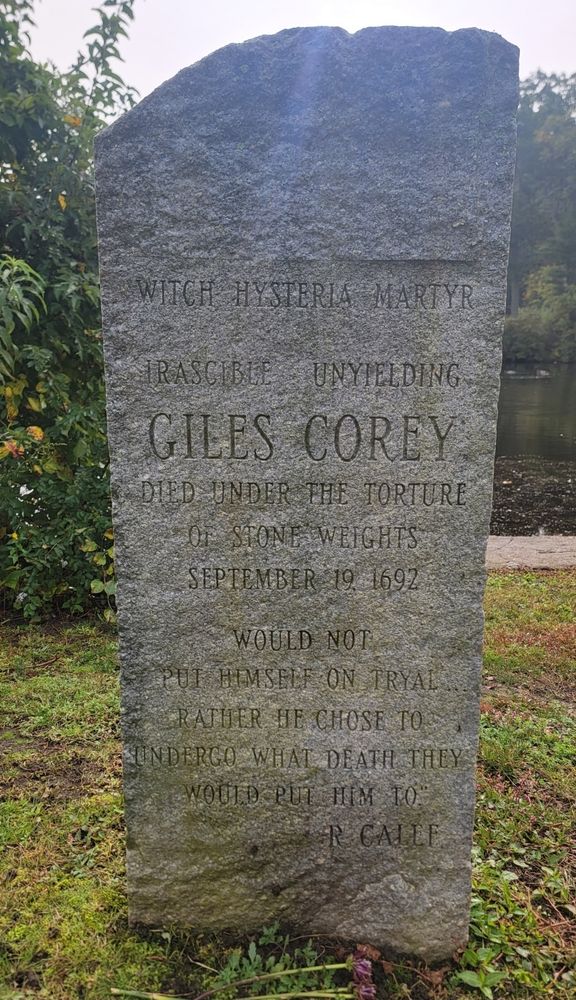 WITCH HYSTERIA MARTYR
IRASCIBLE UNYIELDING
GILES COREY
DIED UNDER THE TORTURE
OF STONE WEIGHTS
SEPTEMBER 19, 1692
WOULD NOT
PUT HIMSELF ON TRYAL...
RATHER HE CHOSE TO
UNDERGO WHAT DEATH THEY
WOULD PUT HIM TO."
R CALEF